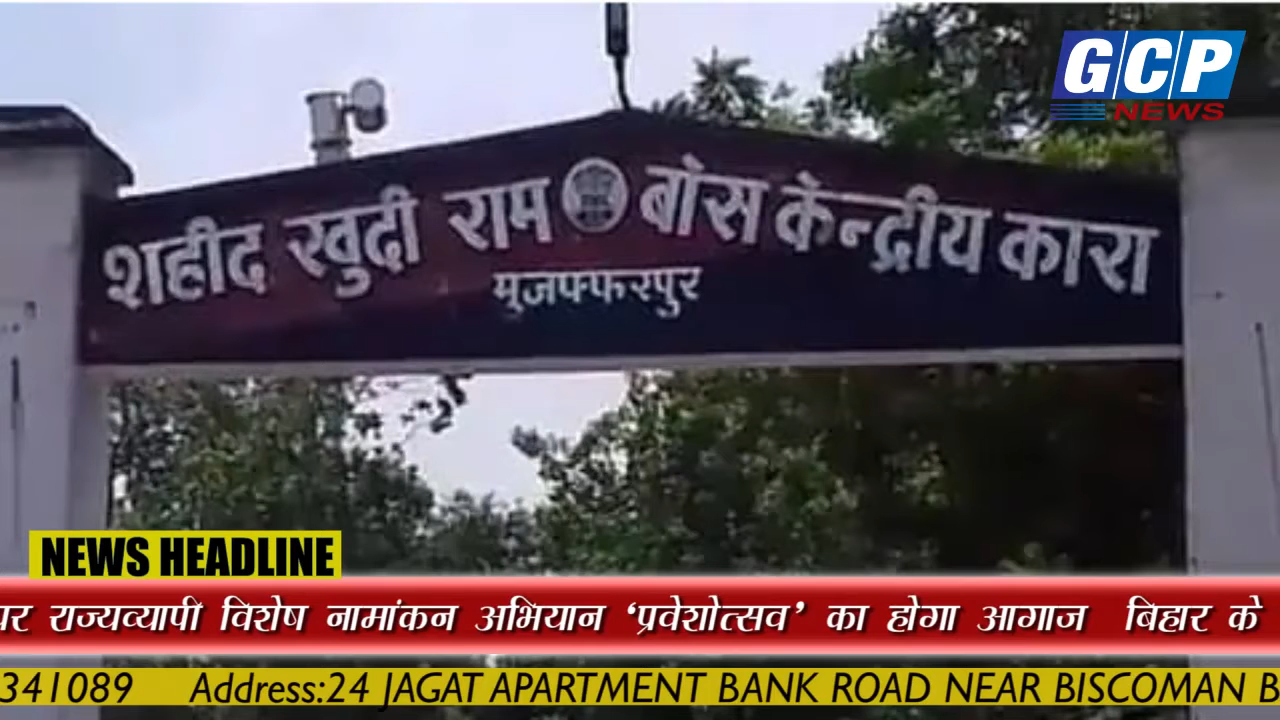 GCP
NEWS
शहीद खुदी राम बोस केन्द्रीय कारा
मुजफ्फरपुर
NEWS HEADLINE
पर राज्यव्यापी विशेष नामांकन अभियान ‘प्रवेशोत्सव’ का होगा आगाज बिहार के
341089 Address:24 JAGAT APARTMENT BANK ROAD NEAR BISCOMAN B